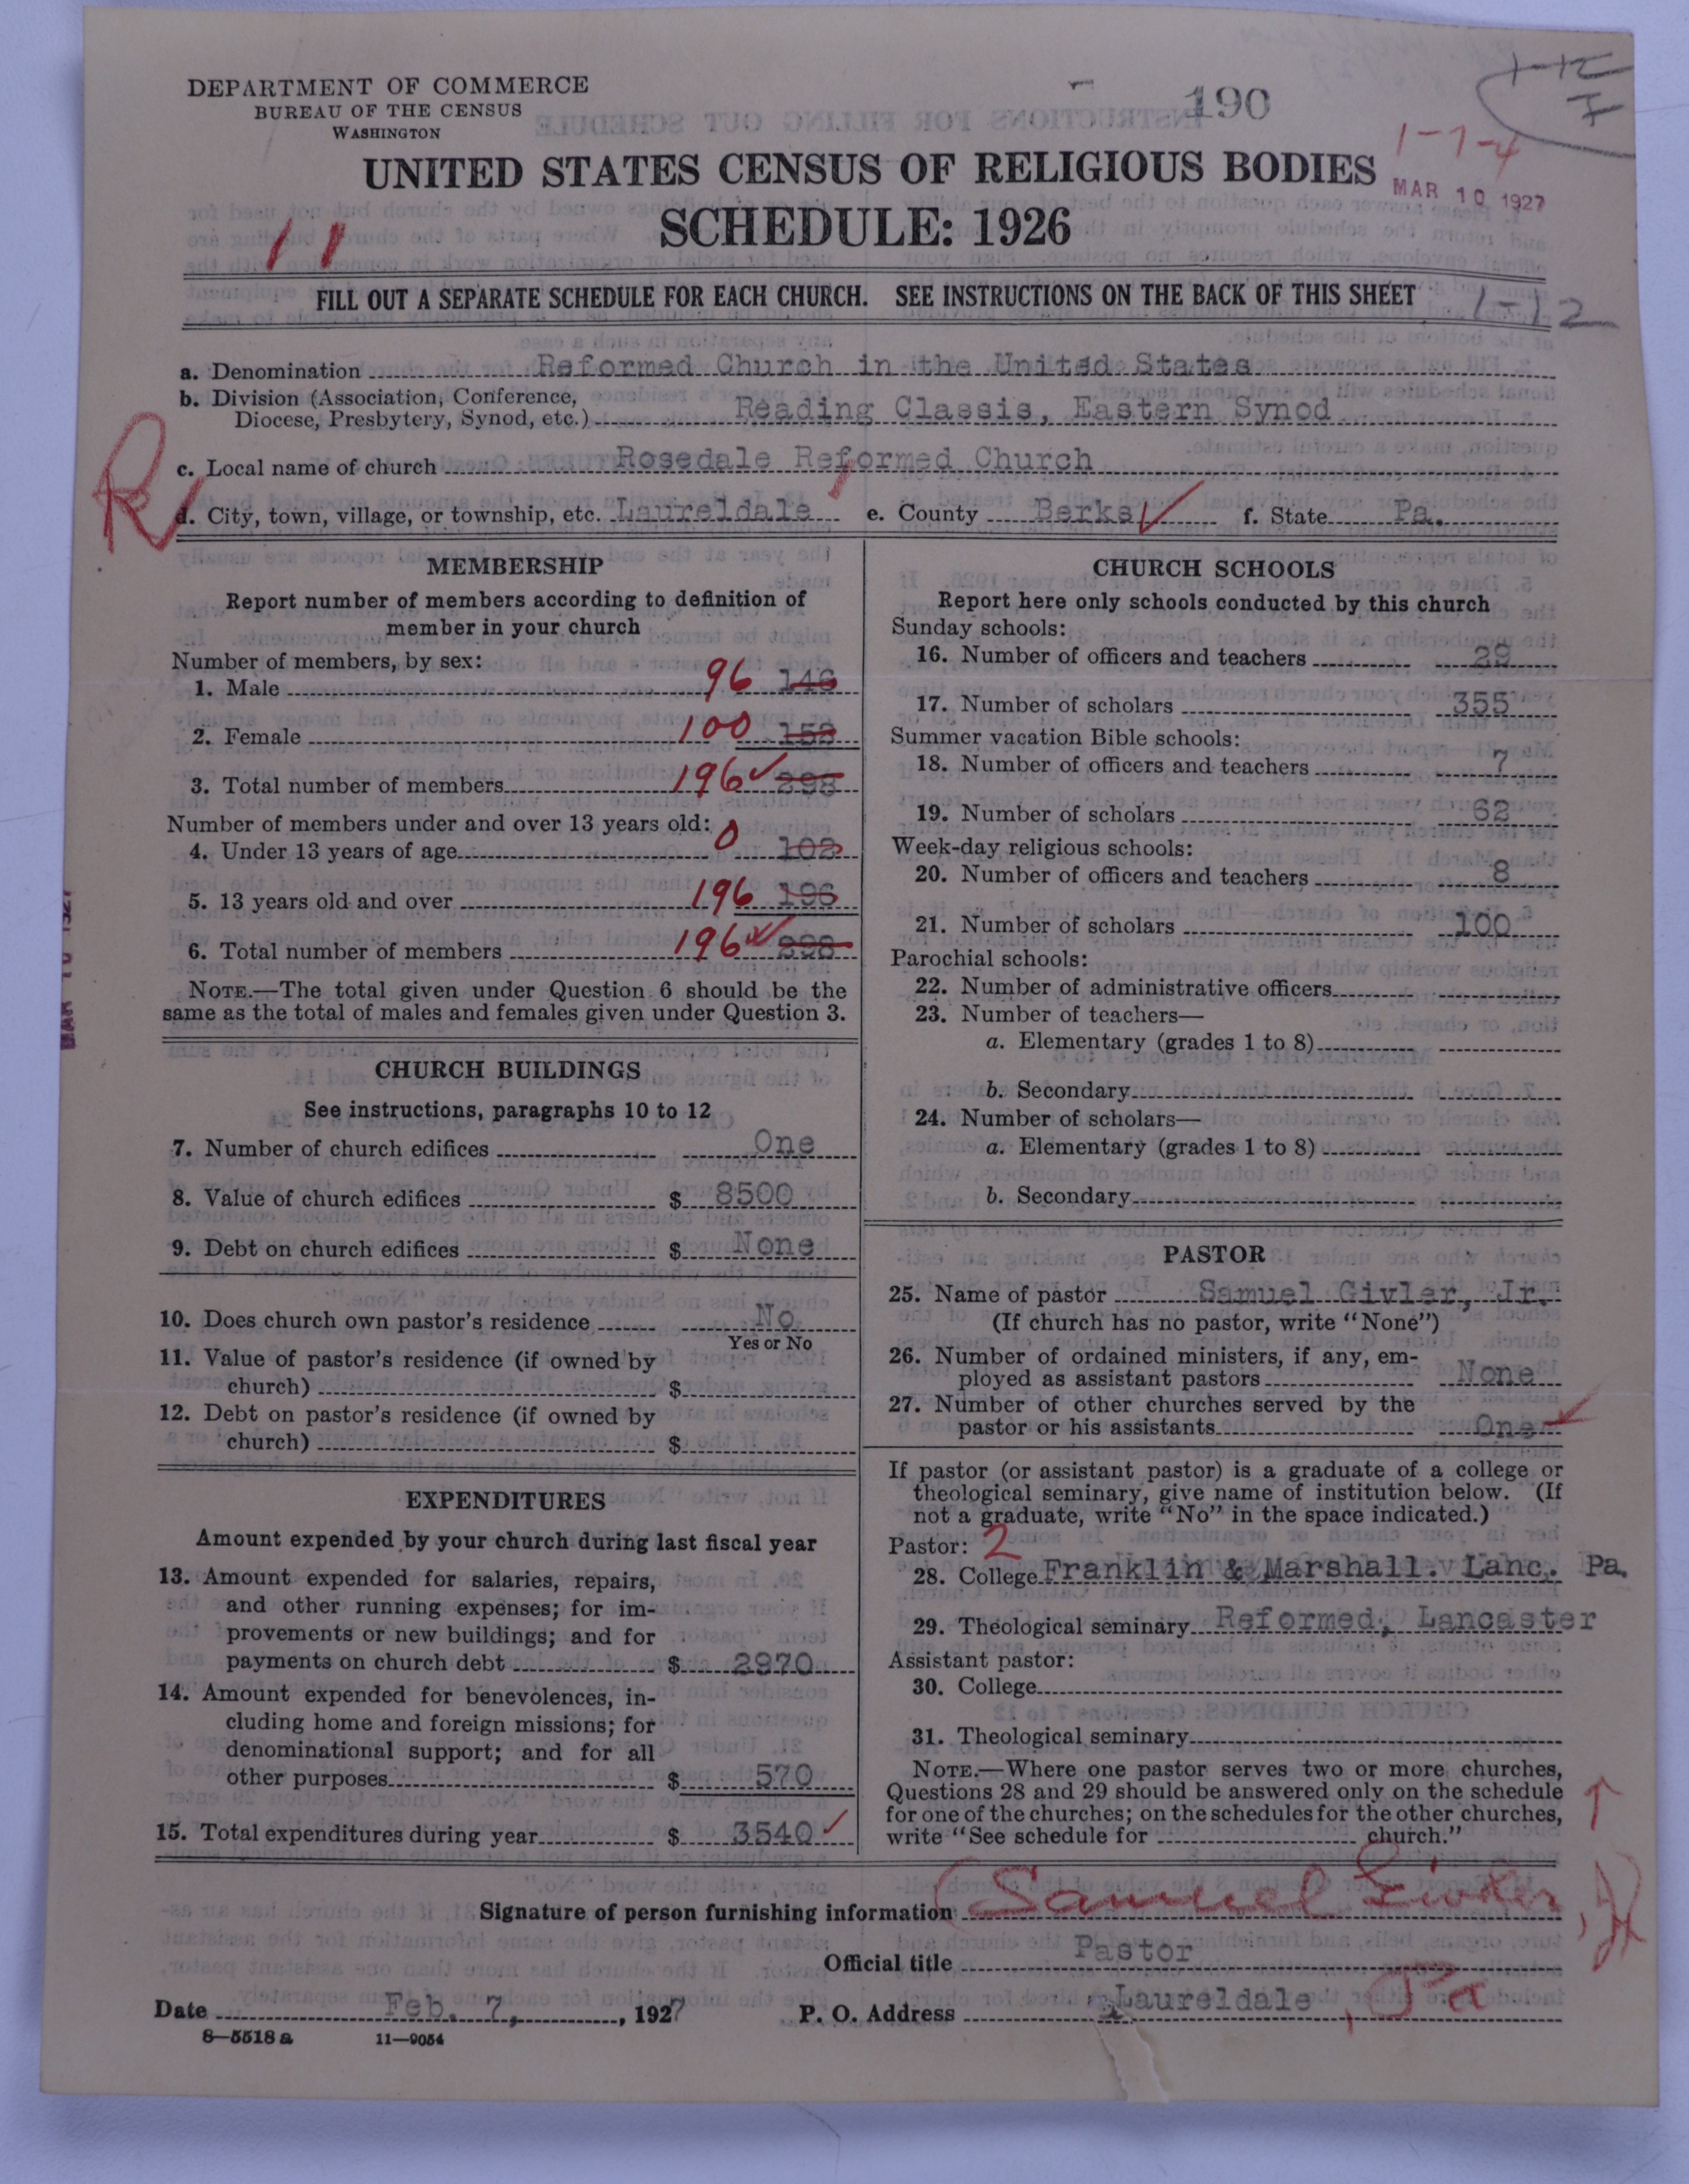 DEPARTMENT OF COMMERCE
BUREAU OF THE CENSUS
WASHINGTON
190
1-12
1-7-4
MAR 10 1927
UNITED STATES CENSUS OF RELIGIOUS BODIES
SCHEDULE: 1926
11
FILL OUT A SEPARATE SCHEDULE FOR EACH CHURCH. SEE INSTRUCTIONS ON THE BACK OF THIS SHEET
1-12
a. Denomination Reformed Church in the United States
b. Division (Association, Conference,
Diocese, Presbytery, Synod, etc.) Reading Classis, Eastern Synod
c. Local name of church Rosedale Reformed Church
R
d. City, town, village, or township, etc. Laureldale e. County Berks f. State Pa.
MEMBERSHIP
Report number of members according to definition of
member in your church
Number of members, by sex:
1. Male 96 146
2. Female 100 152
3. Total number of members 196 298
Number of members under and over 13 years old:
4. Under 13 years of age 0 102
5. 13 years old and over 196 196
6. Total number of members 196 298
NOTE.—The total given under Question 6 should be the
same as the total of males and females given under Question 3.
CHURCH BUILDINGS
See instructions, paragraphs 10 to 12
7. Number of church edifices One
8. Value of church edifices $ 8500
9. Debt on church edifices $ None
10. Does church own pastor's residence No
Yes or No
11. Value of pastor's residence (if owned by
church) $
12. Debt on pastor's residence (if owned by
church) $
EXPENDITURES
Amount expended by your church during last fiscal year
13. Amount expended for salaries, repairs,
and other running expenses; for im-
provements or new buildings; and for
payments on church debt $ 2970
14. Amount expended for benevolences, in-
cluding home and foreign missions; for
denominational support; and for all
other purposes $ 570
15. Total expenditures during year $ 3540
CHURCH SCHOOLS
Report here only schools conducted by this church
Sunday schools:
16. Number of officers and teachers 29
17. Number of scholars 355
Summer vacation Bible schools:
18. Number of officers and teachers 7
19. Number of scholars 62
Week-day religious schools:
20. Number of officers and teachers 8
21. Number of scholars 100
Parochial schools:
22. Number of administrative officers
23. Number of teachers—
a. Elementary (grades 1 to 8)
b. Secondary
24. Number of scholars—
a. Elementary (grades 1 to 8)
b. Secondary
PASTOR
25. Name of pastor Samuel Givler, Jr.
(If church has no pastor, write "None")
26. Number of ordained ministers, if any, em-
ployed as assistant pastors None
27. Number of other churches served by the
pastor or his assistants One
If pastor (or assistant pastor) is a graduate of a college or
theological seminary, give name of institution below. (If
not a graduate, write "No" in the space indicated.)
Pastor: 2
28. College Franklin & Marshall. Lanc. Pa.
29. Theological seminary Reformed; Lancaster
Assistant pastor:
30. College
31. Theological seminary
NOTE.—Where one pastor serves two or more churches,
Questions 28 and 29 should be answered only on the schedule
for one of the churches; on the schedules for the other churches,
write "See schedule for church."
Signature of person furnishing information (Samuel Givler, Jr)
Official title Pastor
Date Feb. 7, 1927 P. O. Address Laureldale, Pa
8—5518 a 11—9054